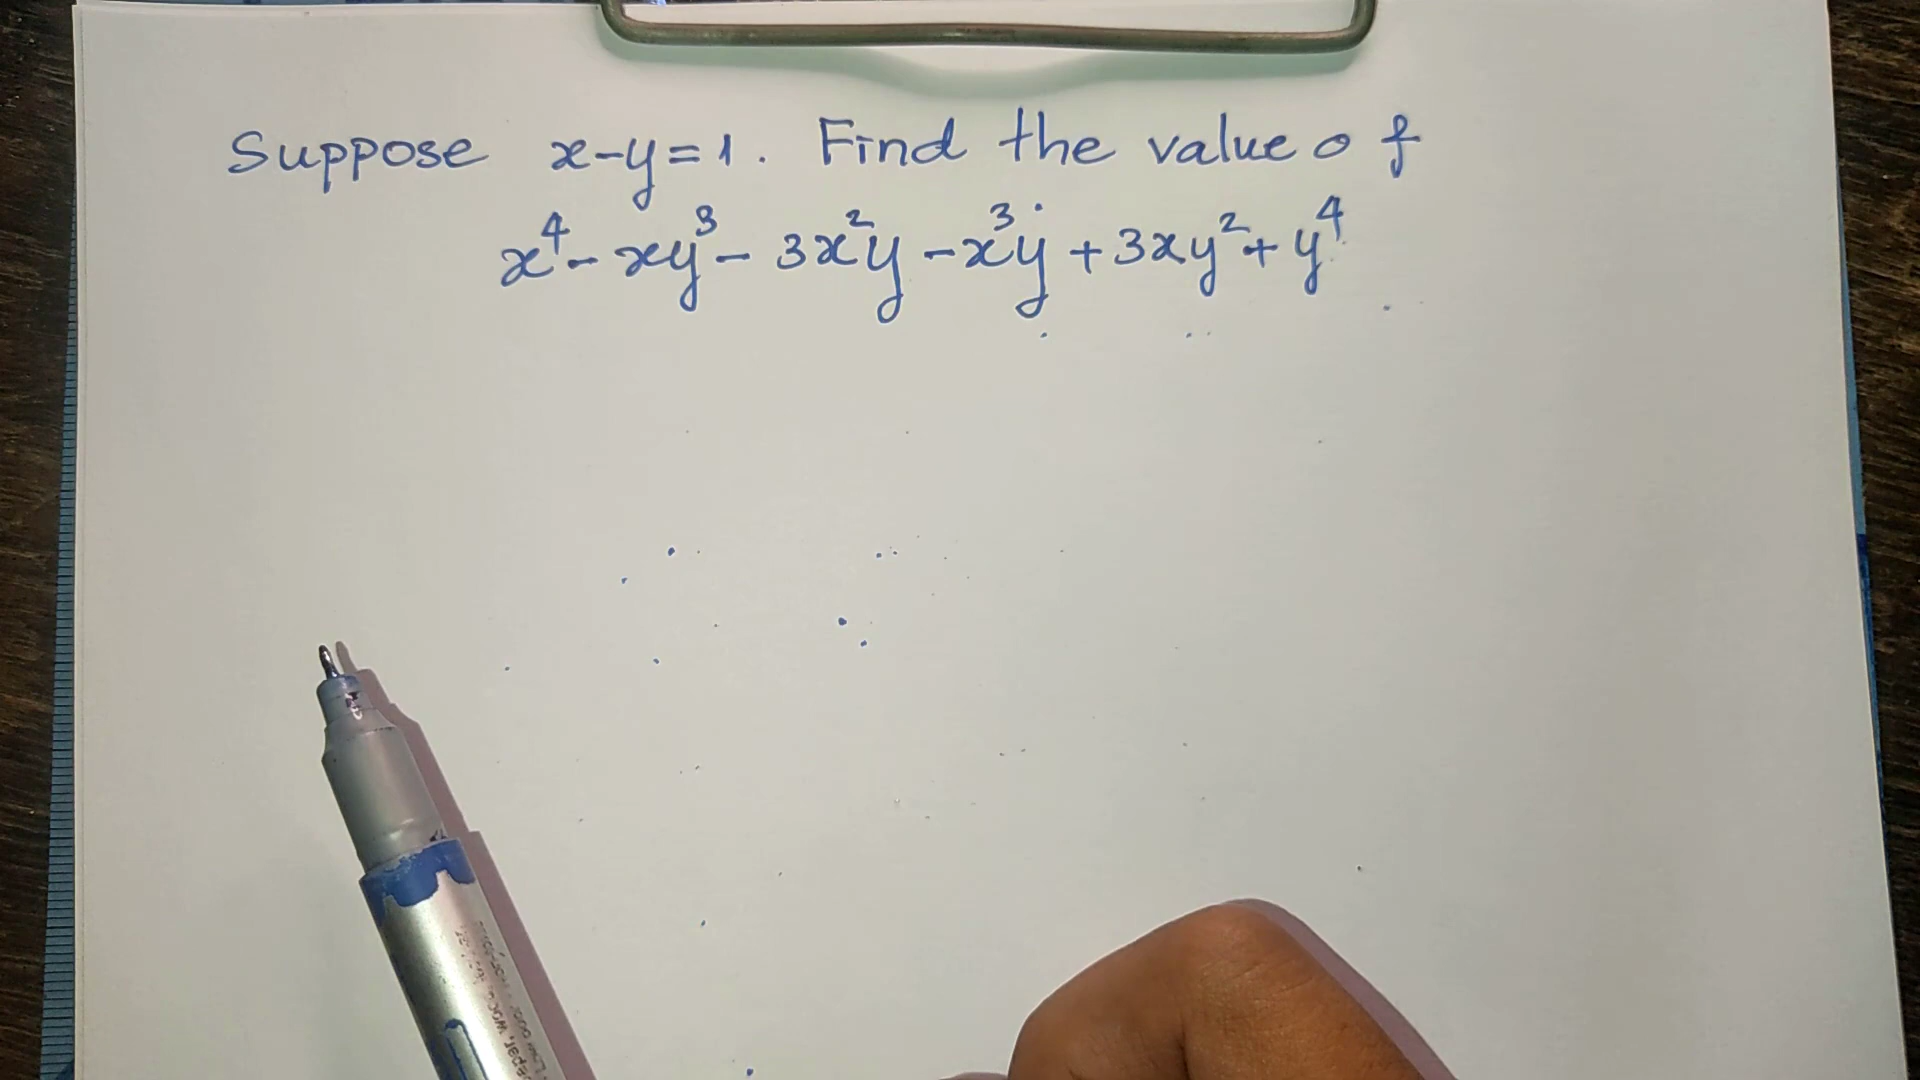 Suppose x-y=1. Find the value of
x⁴ - xy³ - 3x²y - x³y + 3xy² + y⁴